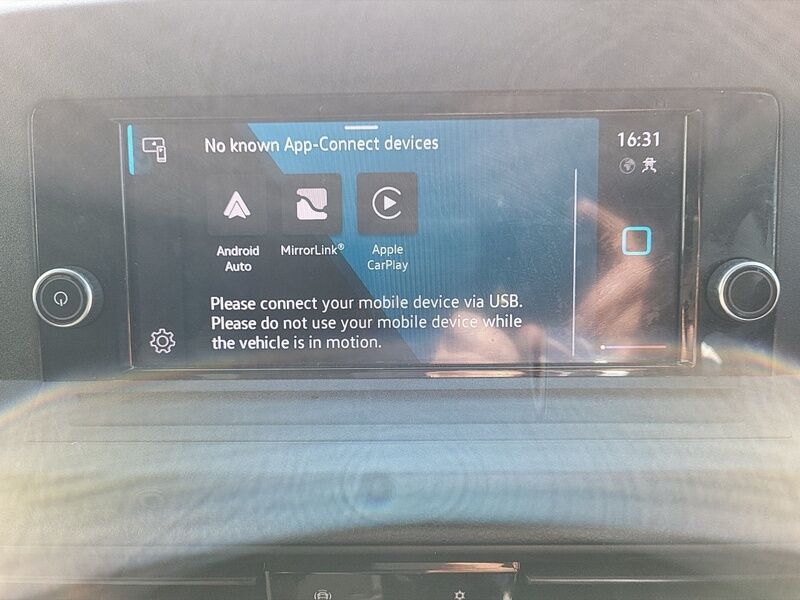 No known App-Connect devices
16:31
Android
Auto
MirrorLink®
Apple
CarPlay
Please connect your mobile device via USB.
Please do not use your mobile device while
the vehicle is in motion.